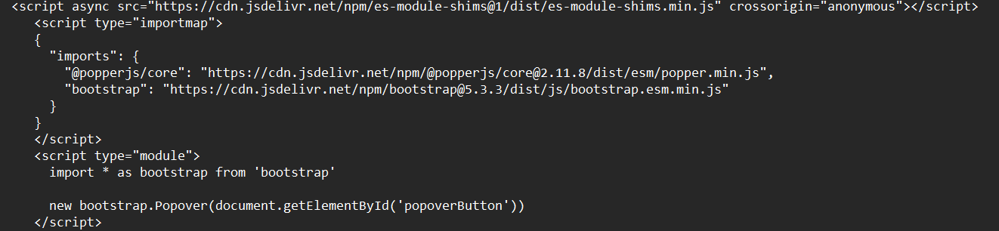 <script async src="https://cdn.jsdelivr.net/npm/es-module-shims@1/dist/es-module-shims.min.js" crossorigin="anonymous"></script>
<script type="importmap">
{
"imports": {
"@popperjs/core": "https://cdn.jsdelivr.net/npm/@popperjs/core@2.11.8/dist/esm/popper.min.js",
"bootstrap": "https://cdn.jsdelivr.net/npm/bootstrap@5.3.3/dist/js/bootstrap.esm.min.js"
}
}
</script>
<script type="module">
import * as bootstrap from 'bootstrap'
new bootstrap.Popover(document.getElementById('popoverButton'))
</script>